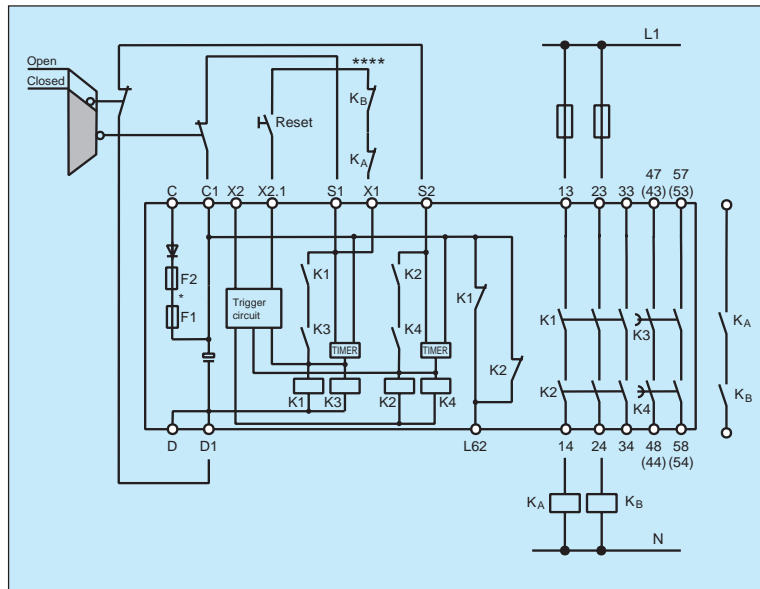 L1
Open
Closed
****
KB
Reset
KA
47 57
C C1 X2 X2.1 S1 X1 S2 13 23 33 (43) (53)
F2
*
F1
Trigger
circuit
K1
K3
TIMER
K2
K4
TIMER
K1
K2
K1
K3
K2
K4
KA
KB
K1 K3 K2 K4
D D1 L62 14 24 34 48 58
(44) (54)
KA KB
N